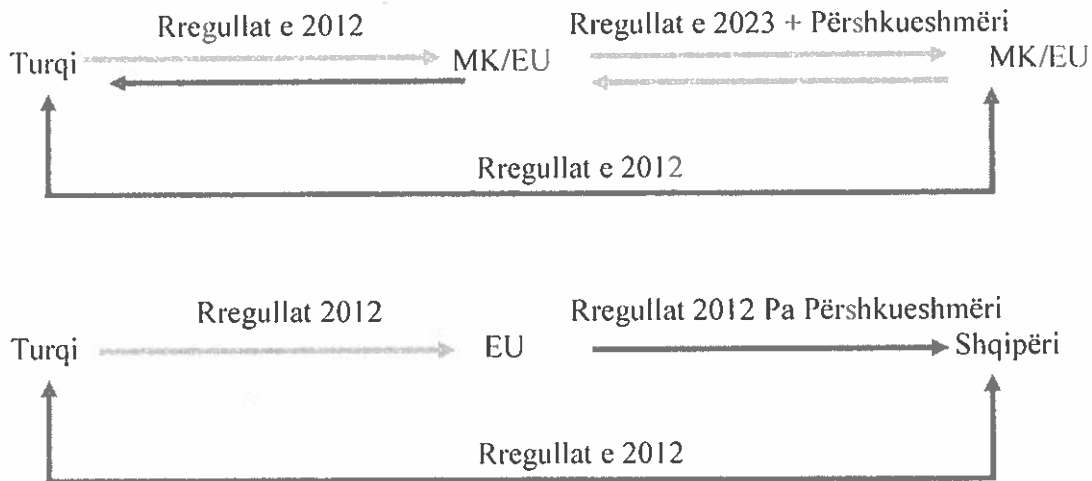 Rregullat e 2012 Rregullat e 2023 + Përshkueshmëri
Turqi MK/EU MK/EU
Rregullat e 2012
Rregullat 2012 Rregullat 2012 Pa Përshkueshmëri
Turqi EU Shqipëri
Rregullat e 2012